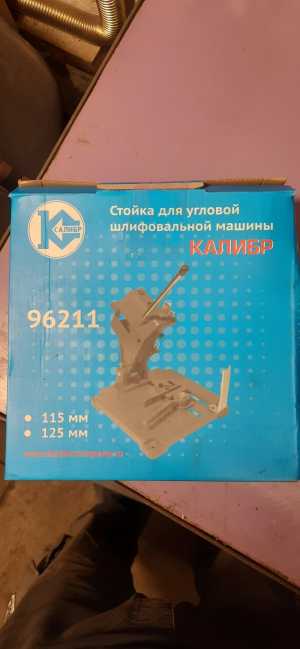 КАЛИБР
Стойка для угловой
шлифовальной машины
КАЛИБР
96211
115 мм
125 мм